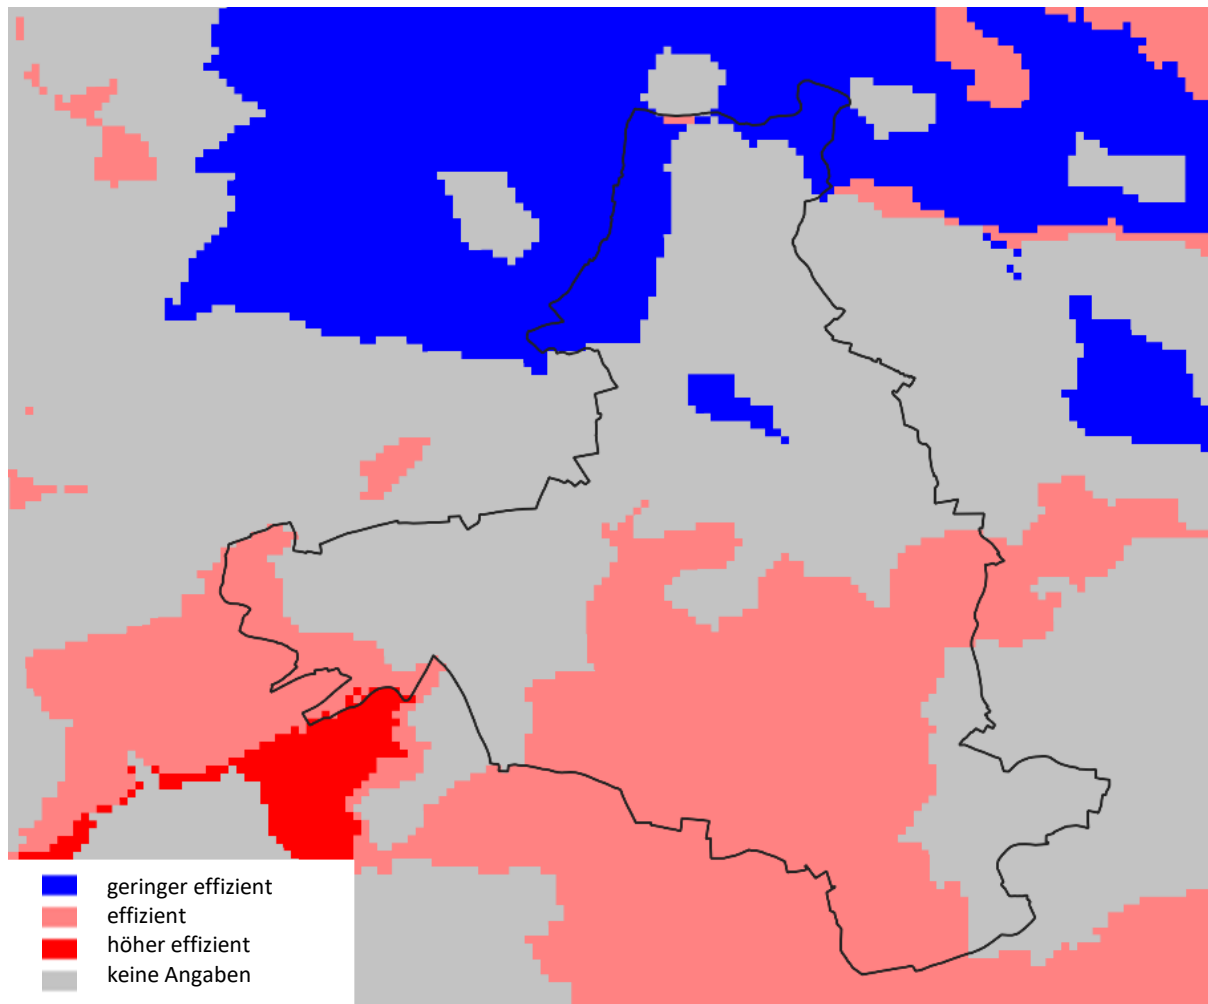 geringer effizient
effizient
höher effizient
keine Angaben